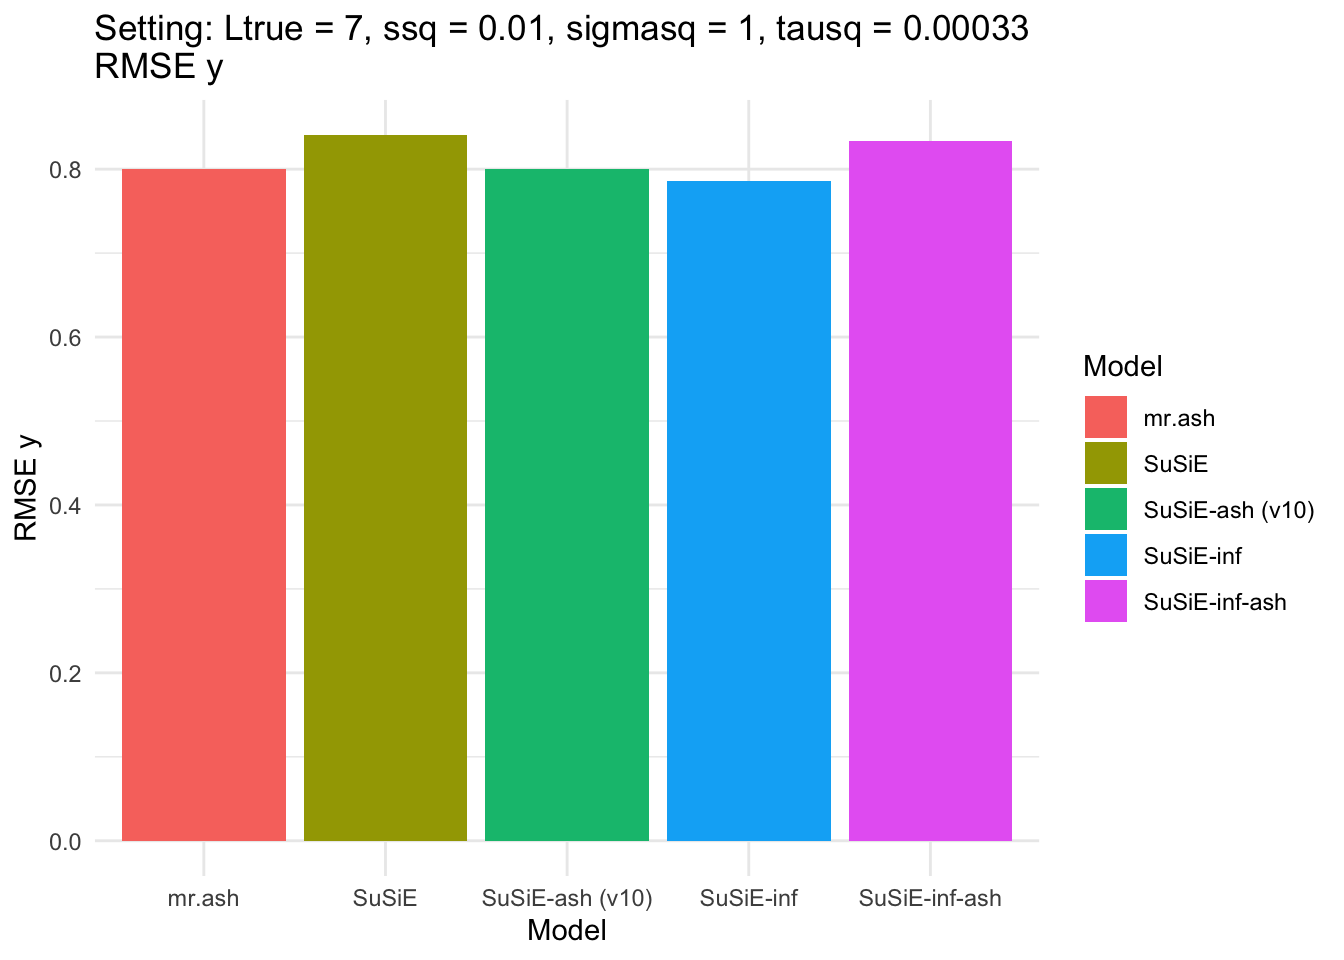 Setting: Ltrue = 7, ssq = 0.01, sigmasq = 1, tausq = 0.00033
RMSE y
RMSE y
0.8
0.6
0.4
0.2
0.0
mr.ash
SuSiE
SuSiE-ash (v10)
SuSiE-inf
SuSiE-inf-ash
Model
Model
mr.ash
SuSiE
SuSiE-ash (v10)
SuSiE-inf
SuSiE-inf-ash